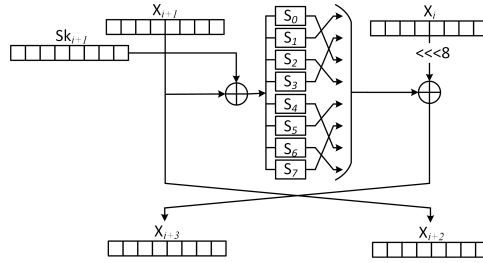 X_{i+1}
X_i
Sk_{i+1}
<<<8
S_0
S_1
S_2
S_3
S_4
S_5
S_6
S_7
X_{i+3}
X_{i+2}